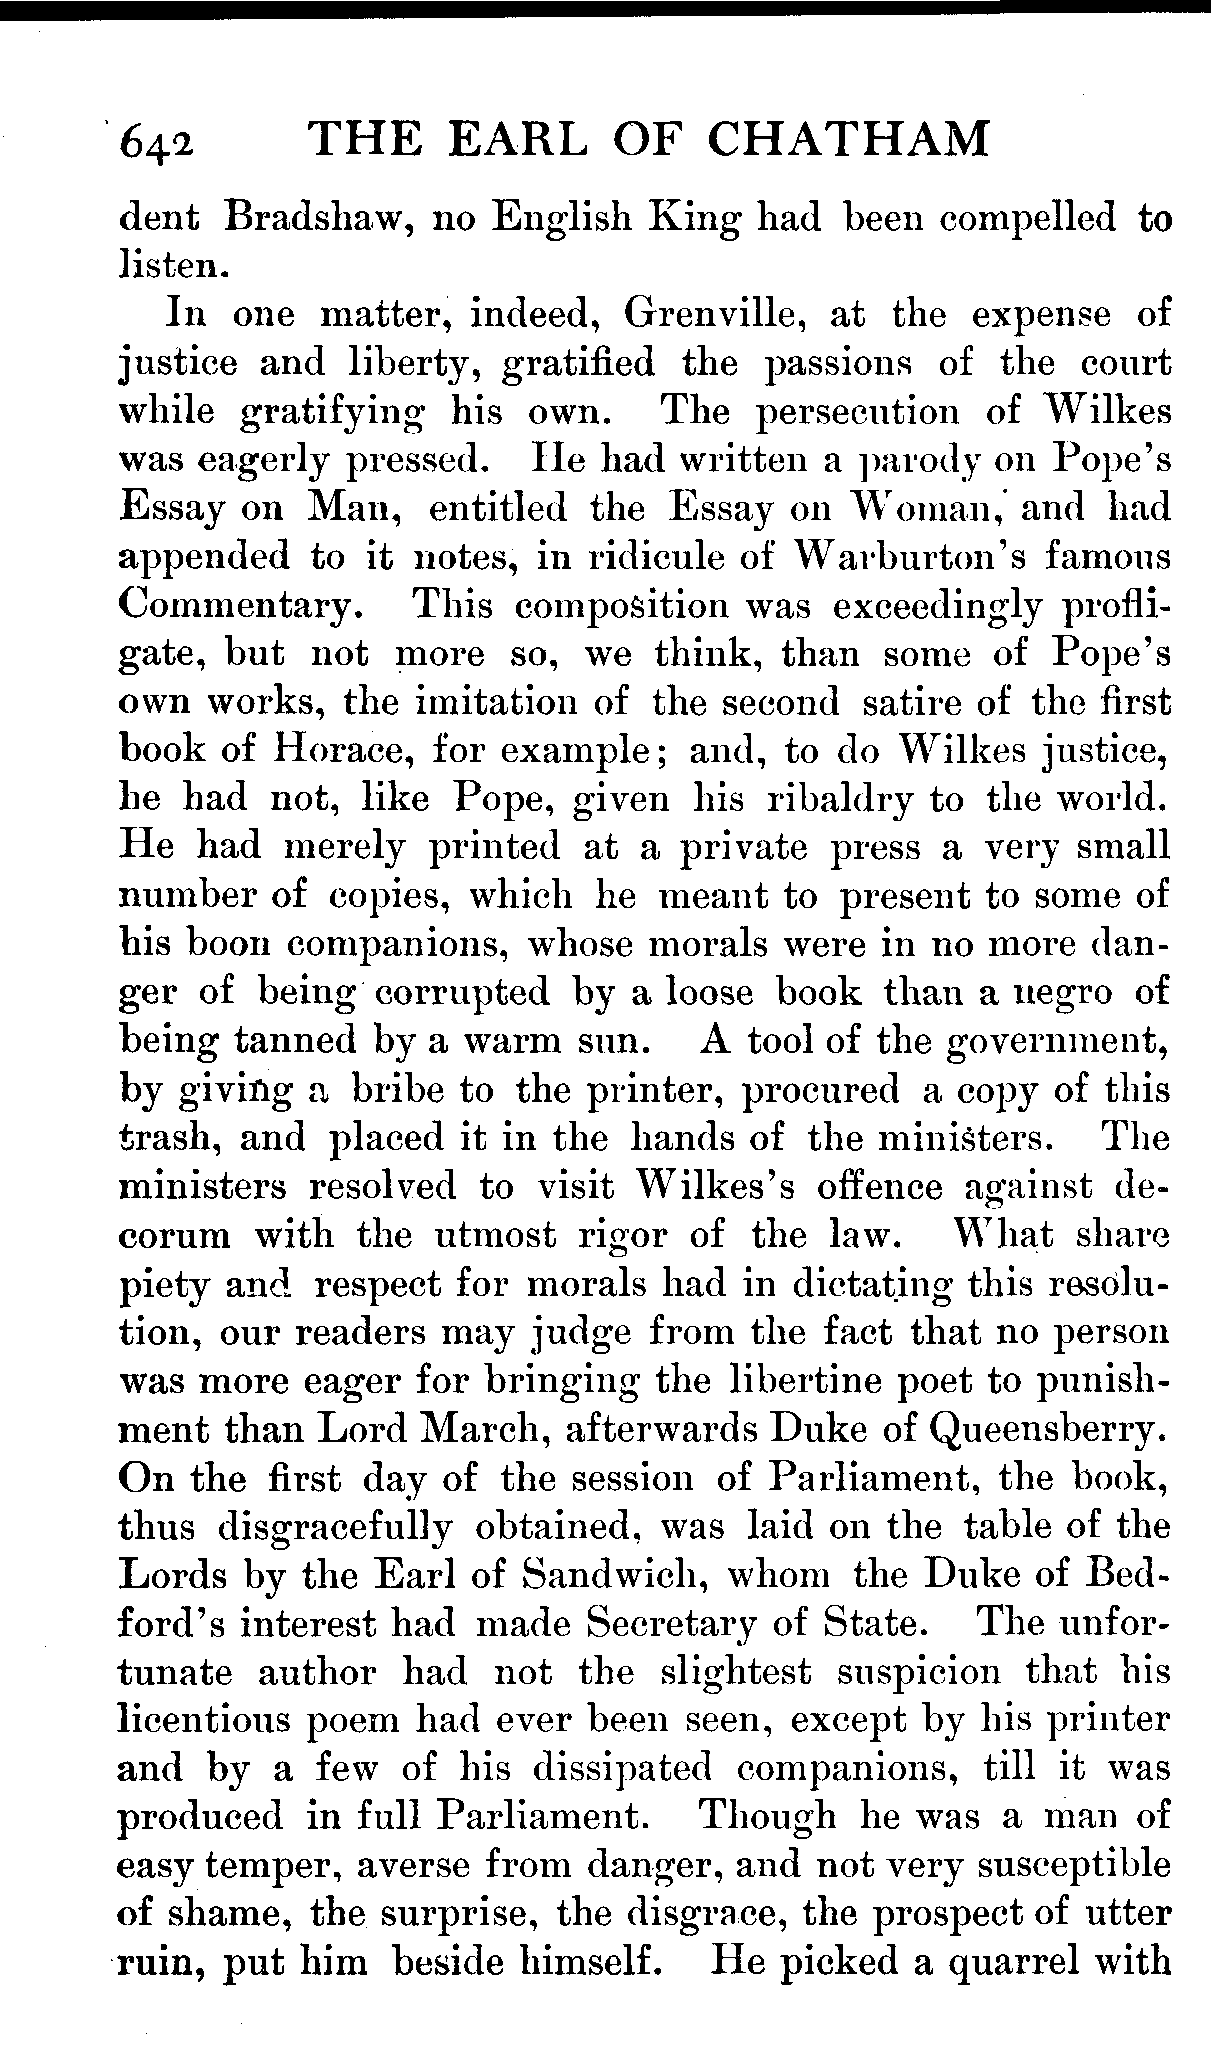 642 THE EARL OF CHATHAM
dent Bradshaw, no English King had been compelled to
listen.
In one matter, indeed, Grenville, at the expense of
justice and liberty, gratified the passions of the court
while gratifying his own. The persecution of Wilkes
was eagerly pressed. He had written a parody on Pope's
Essay on Man, entitled the Essay on Woman, and had
appended to it notes, in ridicule of Warburton's famous
Commentary. This composition was exceedingly profli-
gate, but not more so, we think, than some of Pope's
own works, the imitation of the second satire of the first
book of Horace, for example; and, to do Wilkes justice,
he had not, like Pope, given his ribaldry to the world.
He had merely printed at a private press a very small
number of copies, which he meant to present to some of
his boon companions, whose morals were in no more dan-
ger of being corrupted by a loose book than a negro of
being tanned by a warm sun. A tool of the government,
by giving a bribe to the printer, procured a copy of this
trash, and placed it in the hands of the ministers. The
ministers resolved to visit Wilkes's offence against de-
corum with the utmost rigor of the law. What share
piety and respect for morals had in dictating this resolu-
tion, our readers may judge from the fact that no person
was more eager for bringing the libertine poet to punish-
ment than Lord March, afterwards Duke of Queensberry.
On the first day of the session of Parliament, the book,
thus disgracefully obtained, was laid on the table of the
Lords by the Earl of Sandwich, whom the Duke of Bed-
ford's interest had made Secretary of State. The unfor-
tunate author had not the slightest suspicion that his
licentious poem had ever been seen, except by his printer
and by a few of his dissipated companions, till it was
produced in full Parliament. Though he was a man of
easy temper, averse from danger, and not very susceptible
of shame, the surprise, the disgrace, the prospect of utter
ruin, put him beside himself. He picked a quarrel with